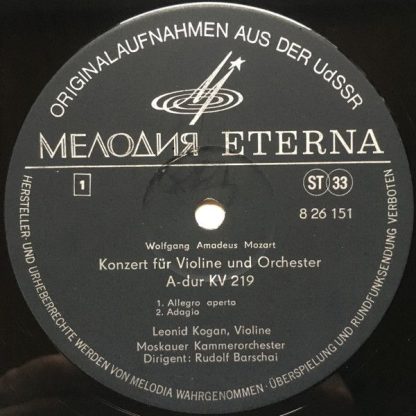 ORIGINALAUFNAHMEN AUS DER UdSSR
МЕЛОДИЯ ETERNA
1
ST 33
8 26 151
Wolfgang Amadeus Mozart
Konzert für Violine und Orchester
A-dur KV 219
1. Allegro aperto
2. Adagio
Leonid Kogan, Violine
Moskauer Kammerorchester
Dirigent: Rudolf Barschai
HERSTELLER- UND URHEBERRECHTE WERDEN VON MELODIA WAHRGENOMMEN · ÜBERSPIELUNG UND RUNDFUNKSENDUNG VERBOTEN